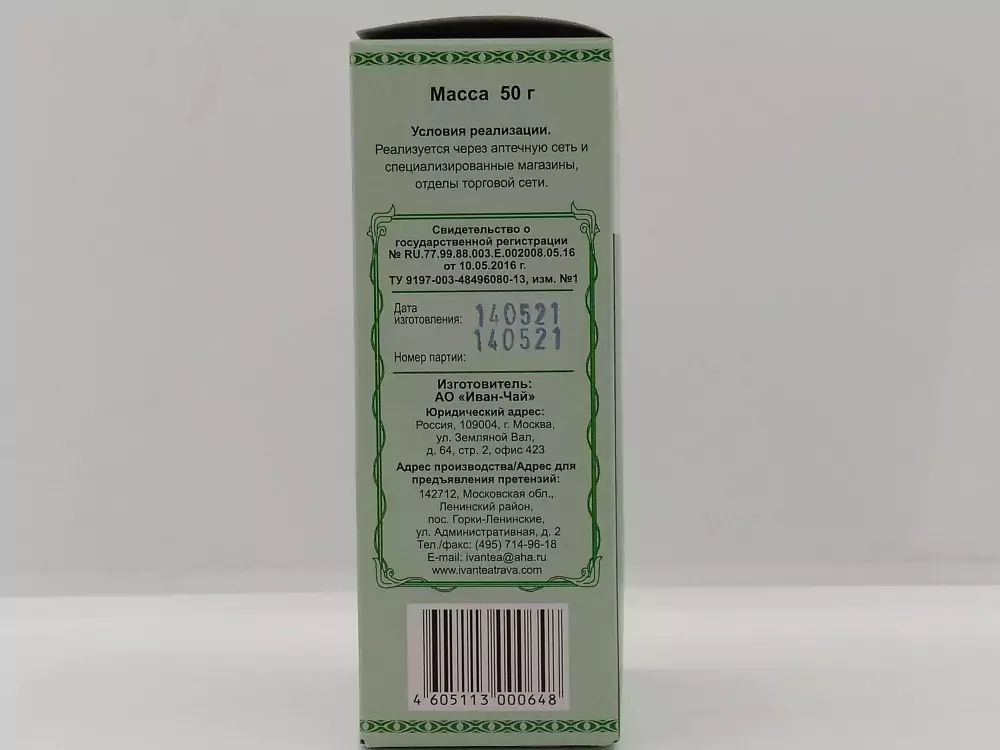 Масса 50 г
Условия реализации.
Реализуется через аптечную сеть и
специализированные магазины,
отделы торговой сети.
Свидетельство о
государственной регистрации
№ RU.77.99.88.003.Е.002008.05.16
от 10.05.2016 г.
ТУ 9197-003-48496080-13, изм. №1
Дата
изготовления: 140521
140521
Номер партии:
Изготовитель:
АО «Иван-Чай»
Юридический адрес:
Россия, 109004, г. Москва,
ул. Земляной Вал,
д. 64, стр. 2, офис 423
Адрес производства/Адрес для
предъявления претензий:
142712, Московская обл.,
Ленинский район,
пос. Горки-Ленинские,
ул. Административная, д. 2
Тел./факс: (495) 714-96-18
E-mail: ivantea@aha.ru
www.ivanteatrava.com
4 605113 000648